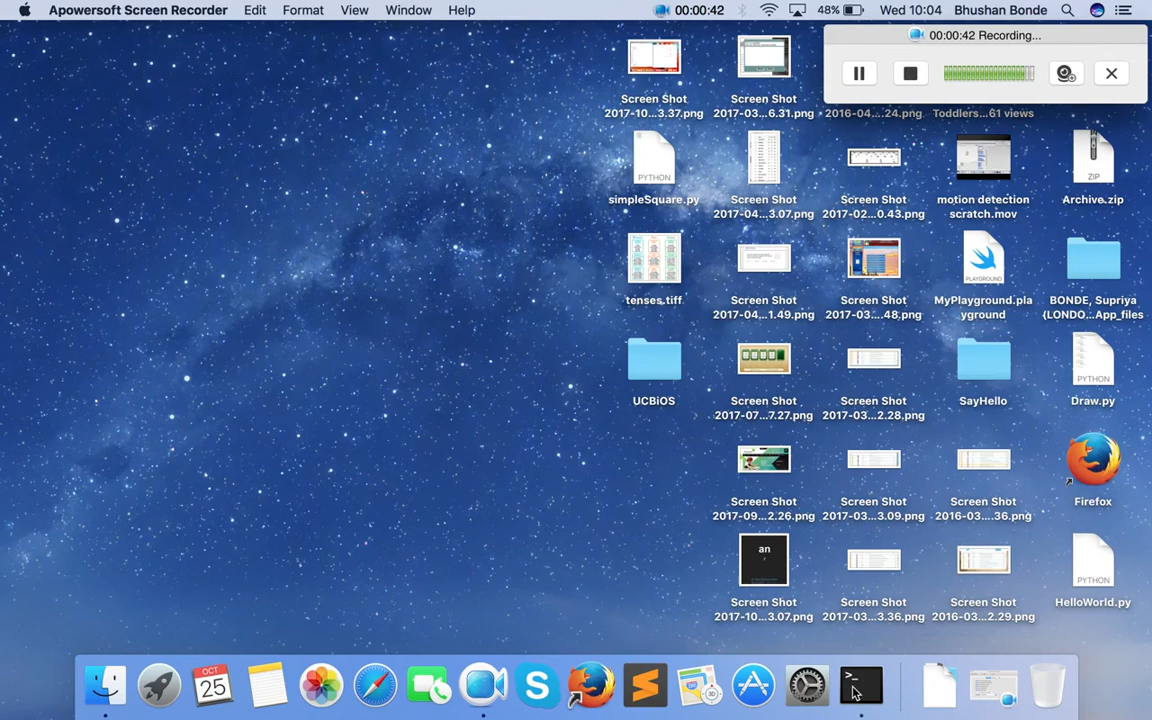 Apowersoft Screen Recorder Edit Format View Window Help 00:00:42 48% Wed 10:04 Bhushan Bonde
00:00:42 Recording...
Screen Shot
2017-10...3.37.png
Screen Shot
2017-03...6.31.png
2016-04,...24.png
Toddlers...61 views
PYTHON
simpleSquare.py
Screen Shot
2017-04...3.07.png
Screen Shot
2017-02...0.43.png
motion detection
scratch.mov
ZIP
Archive.zip
tenses.tiff
Screen Shot
2017-04...1.49.png
Screen Shot
2017-03....48.png
PLAYGROUND
MyPlayground.pla
yground
BONDE, Supriya
{LONDO...App_files
UCBiOS
Screen Shot
2017-07...7.27.png
Screen Shot
2017-03...2.28.png
SayHello
PYTHON
Draw.py
Screen Shot
2017-09...2.26.png
Screen Shot
2017-03...3.09.png
Screen Shot
2016-03....36.png
Firefox
an
Screen Shot
2017-10...3.07.png
Screen Shot
2017-03...3.36.png
Screen Shot
2016-03...2.29.png
PYTHON
HelloWorld.py
OCT
25
>_